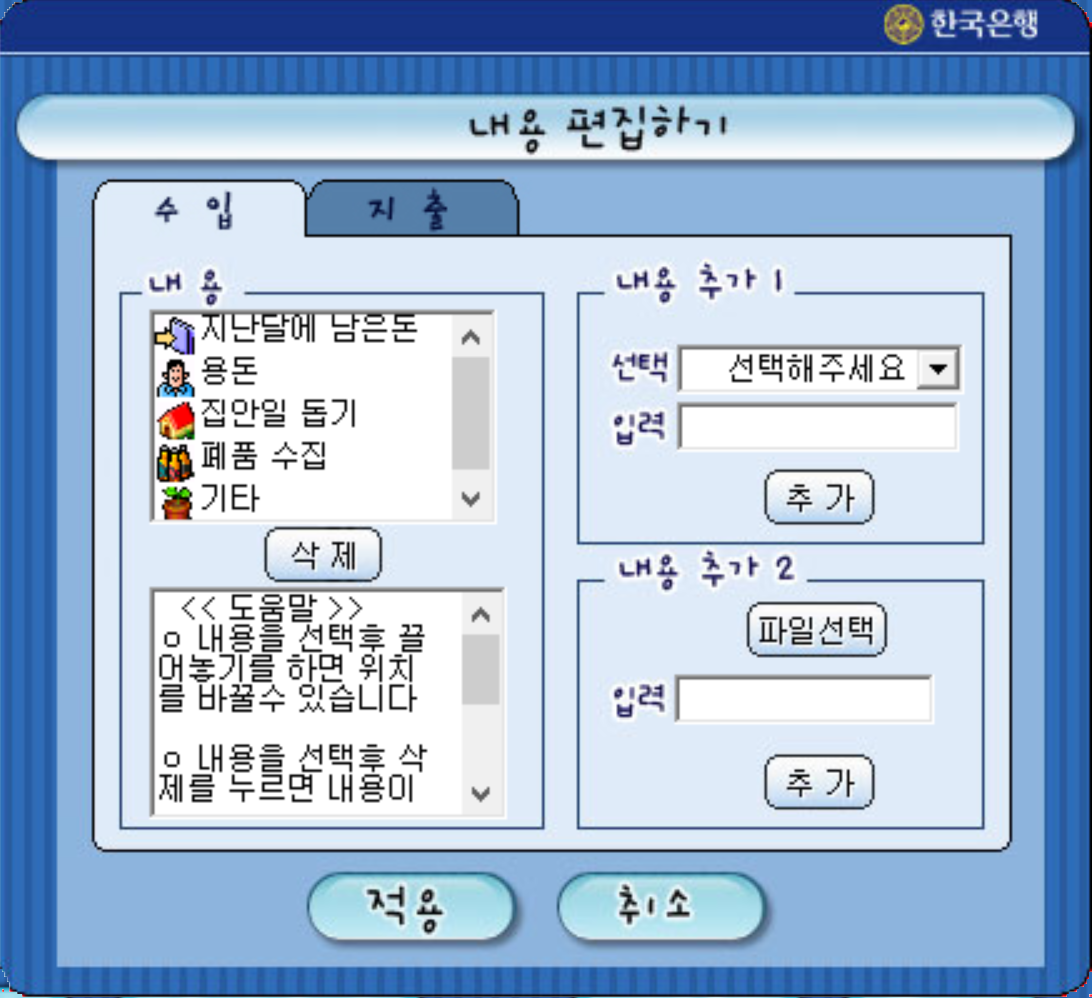 한국은행
내용 편집하기
수 입
지 출
내 용
지난달에 남은돈
용돈
집안일 돕기
폐품 수집
기타
삭 제
<< 도움말 >>
ㅇ 내용을 선택후 끌
어놓기를 하면 위치
를 바꿀수 있습니다
ㅇ 내용을 선택후 삭
제를 누르면 내용이
내용 추가 1
선택 선택해주세요
입력
추 가
내용 추가 2
파일선택
입력
추 가
적용
취소